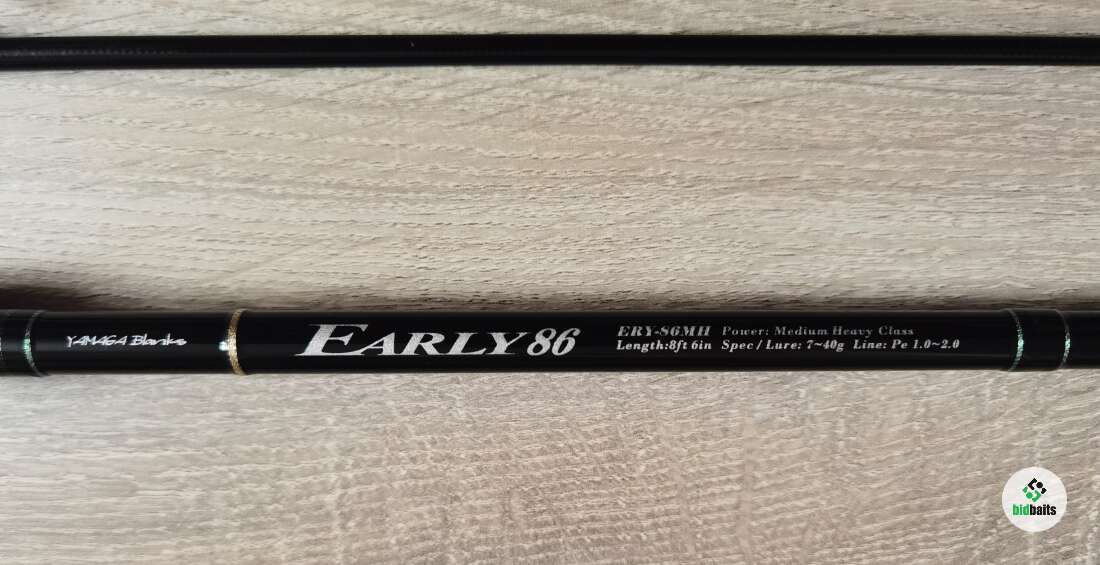 YAMAGA Blanks
EARLY 86
ERY-86MH Power: Medium Heavy Class
Length:8ft 6in Spec / Lure: 7~40g Line: Pe 1.0~2.0
bidbaits